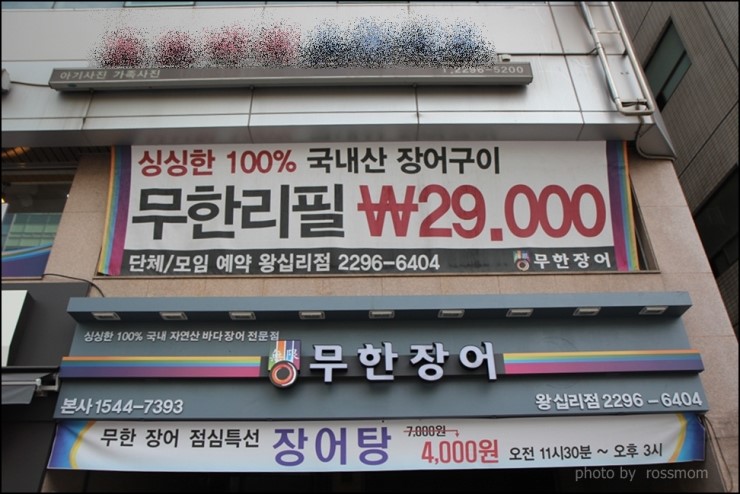 아기사진 가족사진 T.2296-5200
싱싱한 100% 국내산 장어구이
무한리필 ₩29.000
단체/모임 예약 왕십리점 2296-6404 무한장어
싱싱한 100% 국내 자연산 바다장어 전문점
무한장어
본사 1544-7393 왕십리점 2296-6404
무한 장어 점심특선 장어탕 7,000원 4,000원 오전 11시30분~오후 3시
photo by rossmom